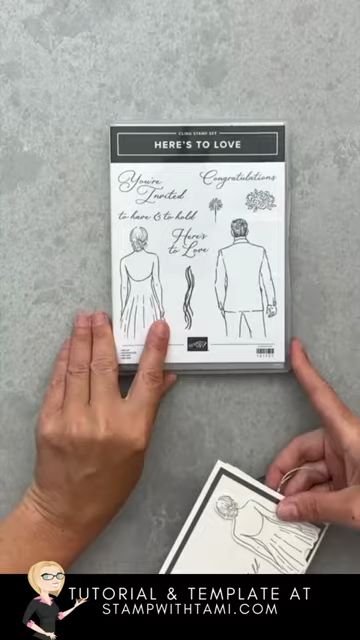 CLING STAMP SET
HERE'S TO LOVE
You're
Invited
Congratulations
to have & to hold
Here's
to Love
TUTORIAL & TEMPLATE AT
STAMPWITHTAMI.COM